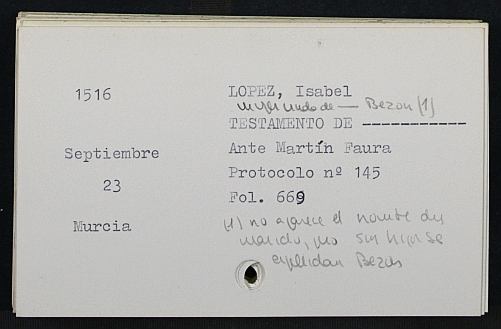 1516
LOPEZ, Isabel
mujer viuda de — Bezon (1)
TESTAMENTO DE -----------
Septiembre
Ante Martín Faura
23
Protocolo nº 145
Fol. 669
Murcia
(1) no aparece el nombre del
marido, pero sus hijos se
apellidan